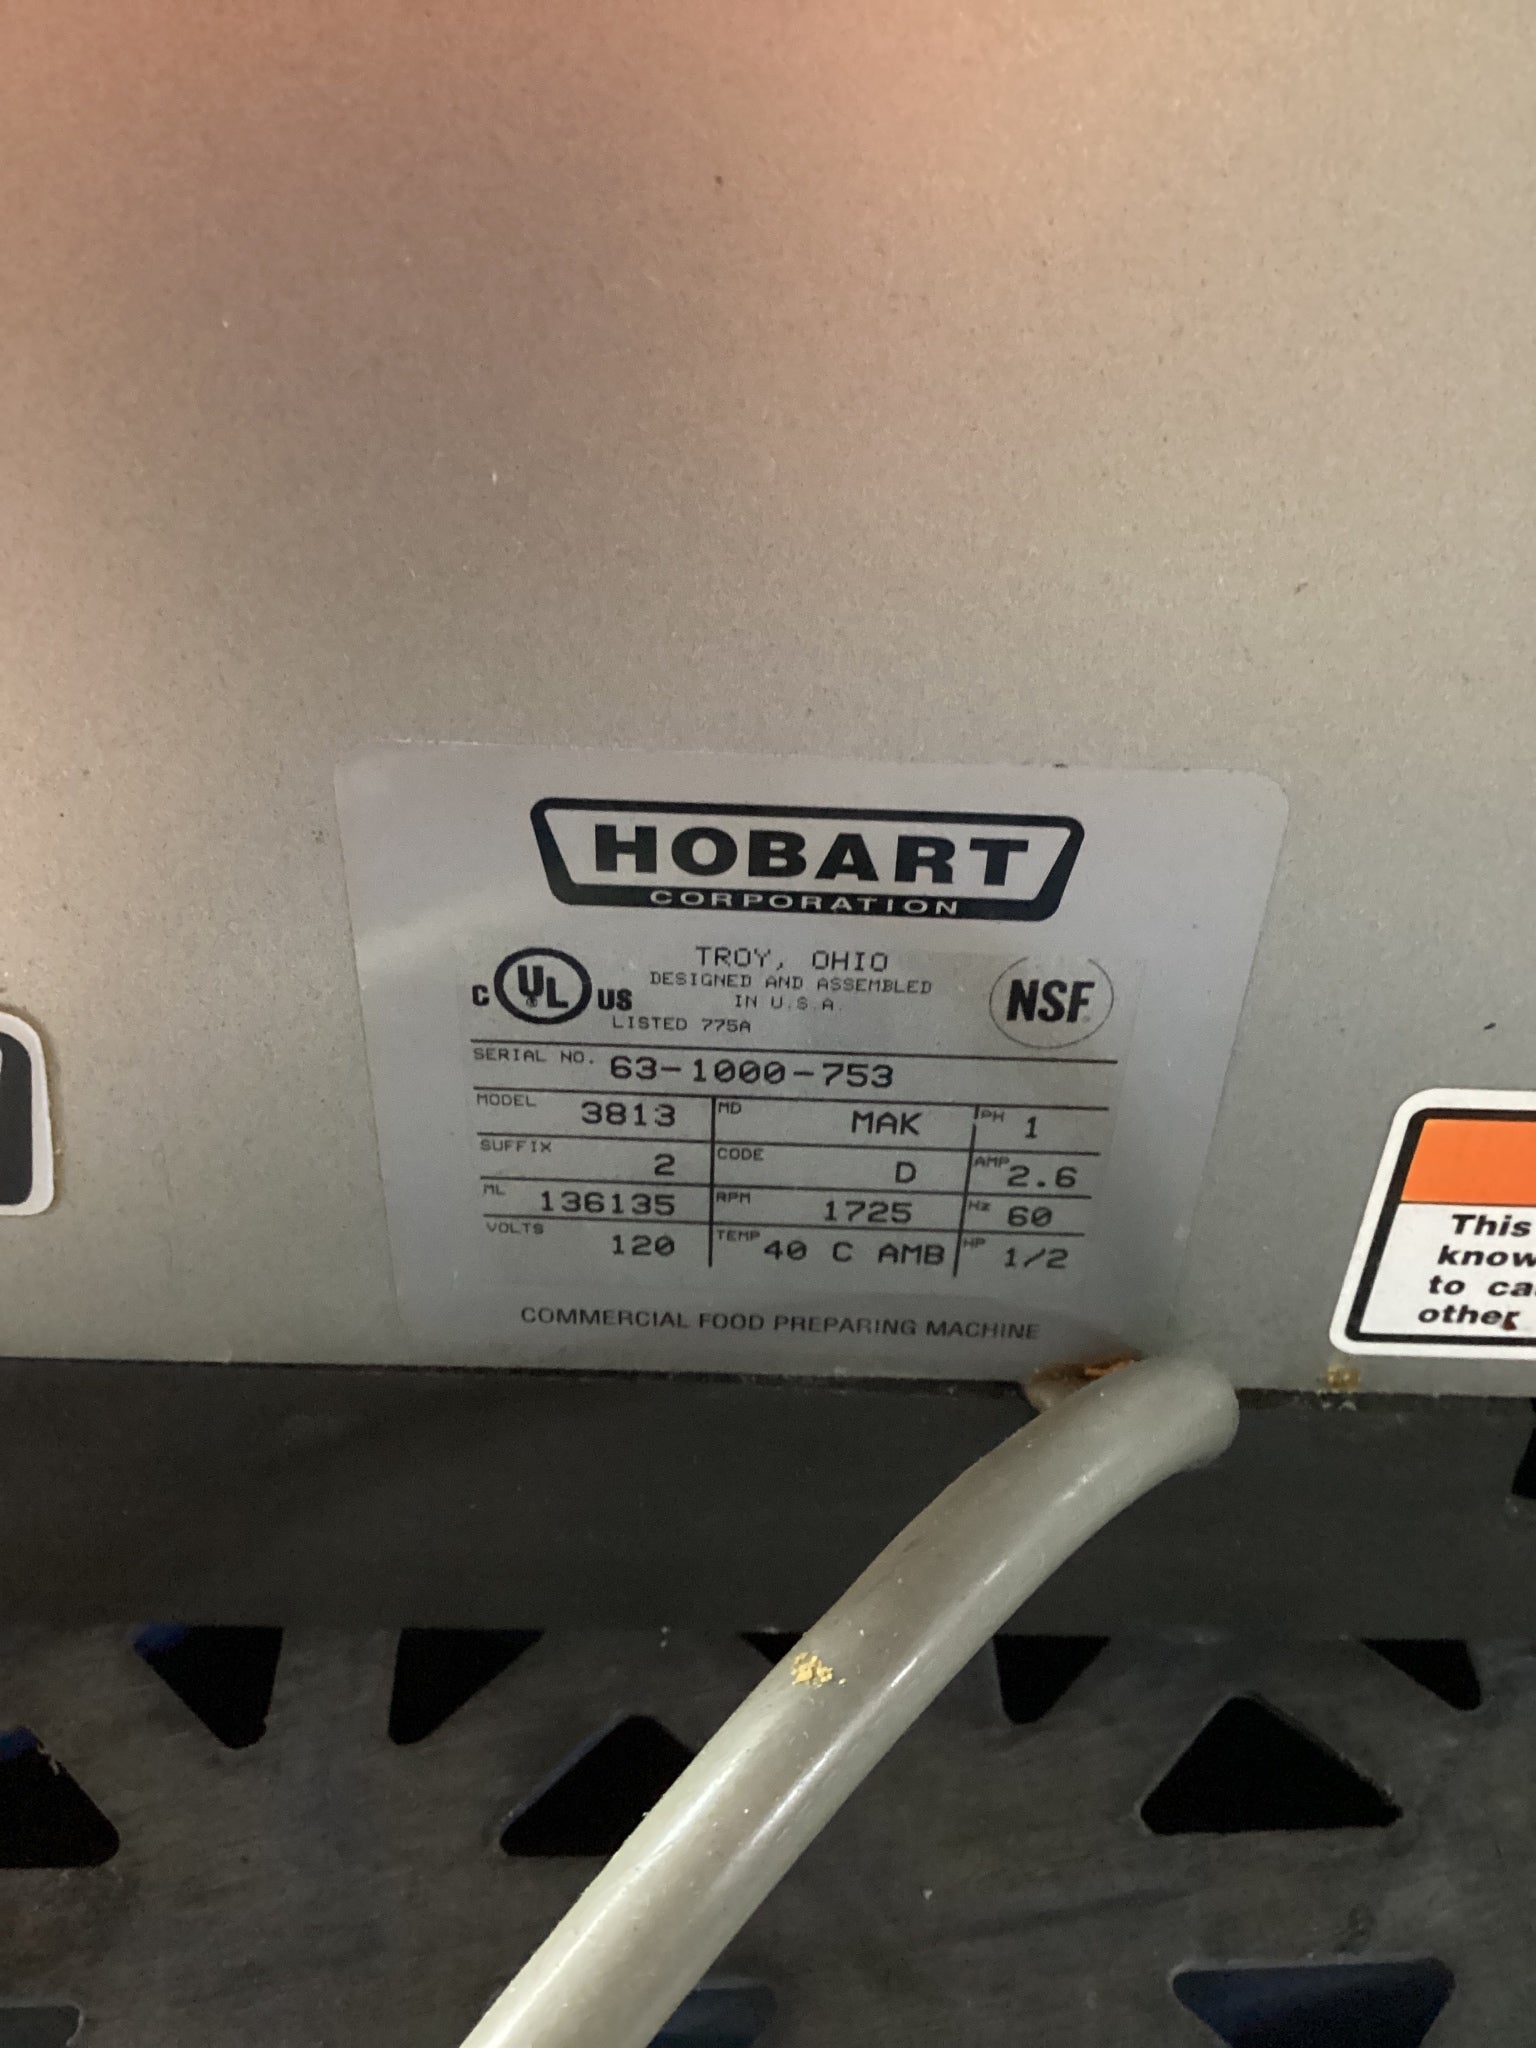 HOBART
CORPORATION
TROY, OHIO
DESIGNED AND ASSEMBLED
IN U.S.A.
C UL US
LISTED 775A
NSF
SERIAL NO. 63-1000-753
MODEL 3813 MD MAK PH 1
SUFFIX 2 CODE D AMP 2.6
ML 136135 RPM 1725 Hz 60
VOLTS 120 TEMP 40 C AMB HP 1/2
COMMERCIAL FOOD PREPARING MACHINE
This
know
to ca
other